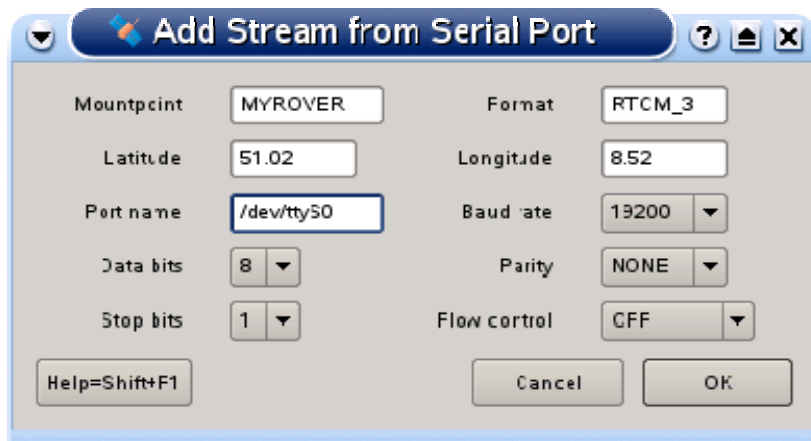 Add Stream from Serial Port ?
Mountpoint MYROVER Format RTCM_3
Latitude 51.02 Longitude 8.52
Port name /dev/ttyS0 Baud rate 19200
Data bits 8 Parity NONE
Stop bits 1 Flow control OFF
Help=Shift+F1 Cancel OK